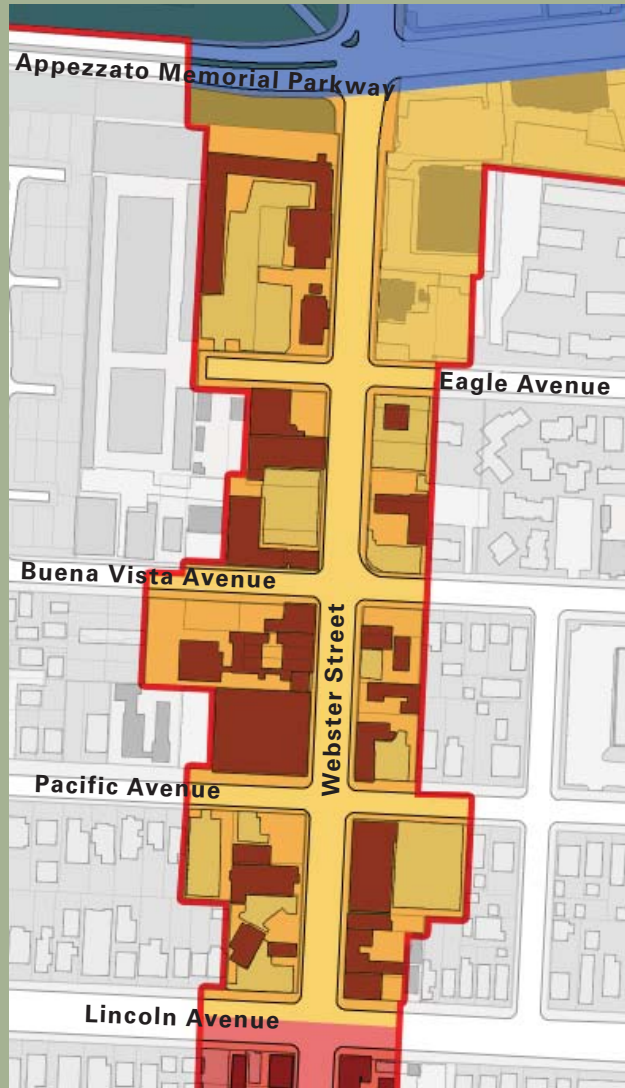 Appezzato Memorial Parkway
Eagle Avenue
Buena Vista Avenue
Webster Street
Pacific Avenue
Lincoln Avenue